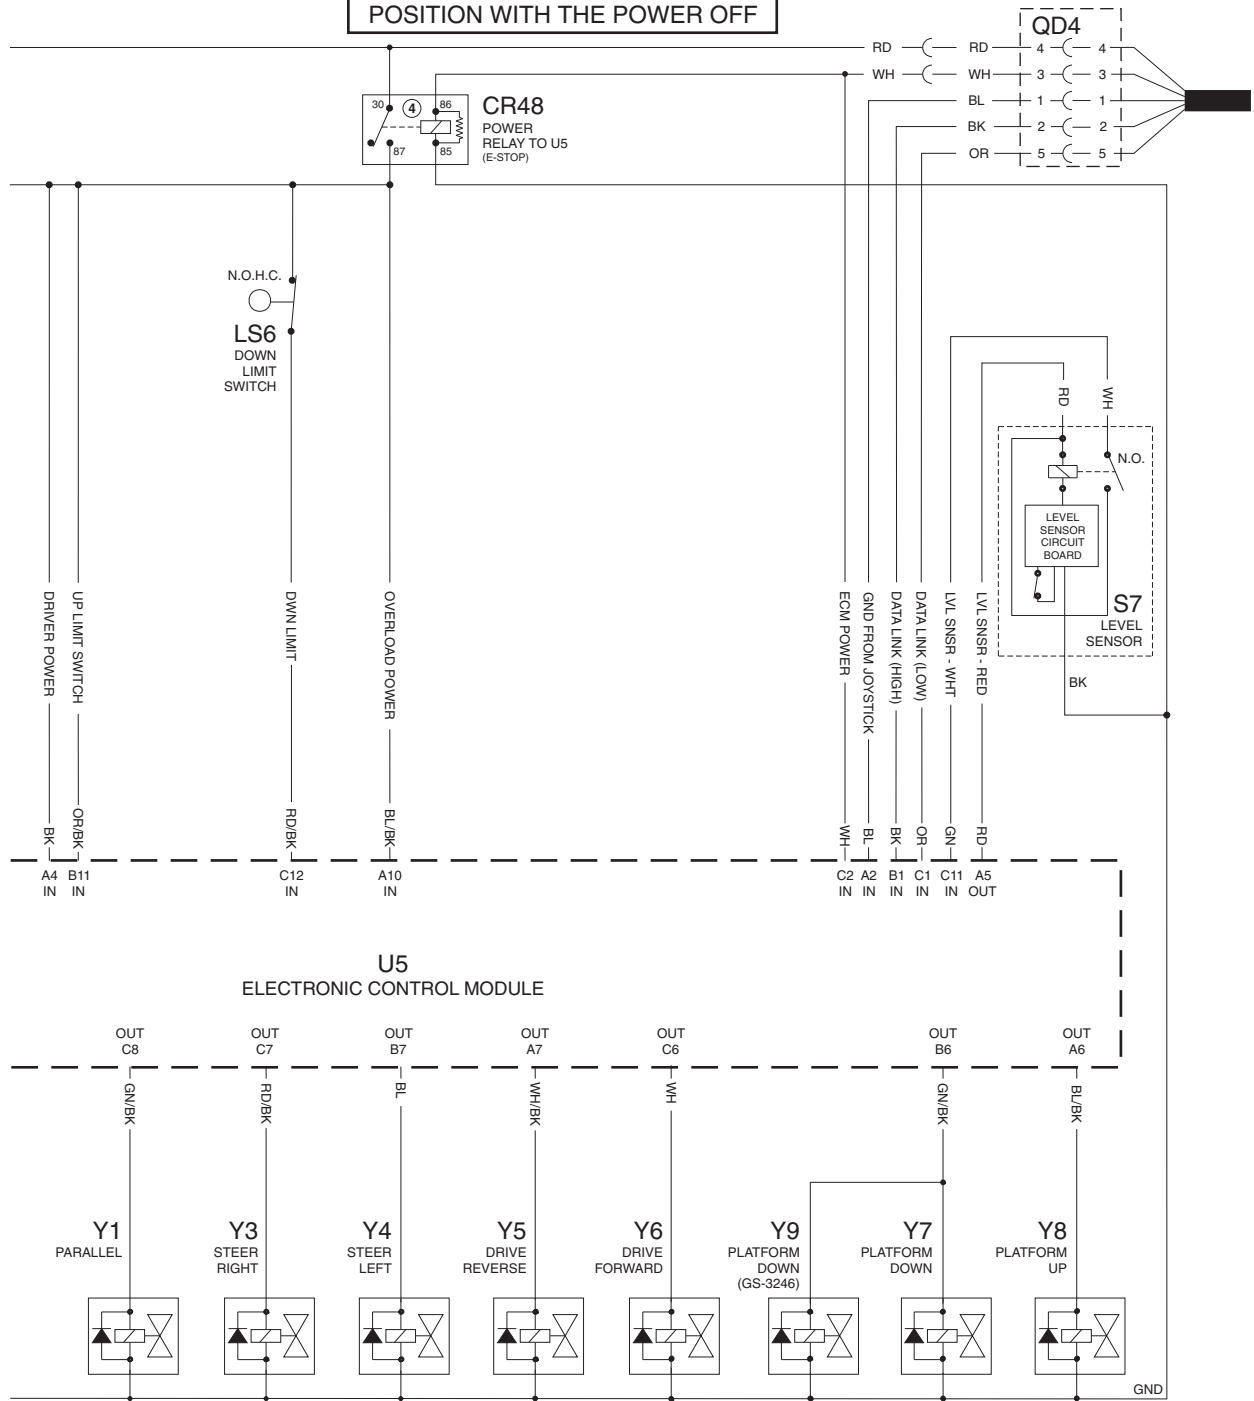 POSITION WITH THE POWER OFF
QD4
RD RD 4 4
WH WH 3 3
BL 1 1
BK 2 2
OR 5 5
30 4 86
87 85
CR48
POWER
RELAY TO U5
(E-STOP)
N.O.H.C.
LS6
DOWN
LIMIT
SWITCH
RD
WH
N.O.
LEVEL
SENSOR
CIRCUIT
BOARD
S7
LEVEL
SENSOR
BK
DRIVER POWER
UP LIMIT SWITCH
DWN LIMIT
OVERLOAD POWER
ECM POWER
GND FROM JOYSTICK
DATA LINK (HIGH)
DATA LINK (LOW)
LVL SNSR - WHT
LVL SNSR - RED
BK
OR/BK
RD/BK
BL/BK
WH
BL
BK
OR
GN
RD
A4 B11 C12 A10 C2 A2 B1 C1 C11 A5
IN IN IN IN IN IN IN IN IN OUT
U5
ELECTRONIC CONTROL MODULE
OUT OUT OUT OUT OUT OUT OUT
C8 C7 B7 A7 C6 B6 A6
GN/BK
RD/BK
BL
WH/BK
WH
GN/BK
BL/BK
Y1
PARALLEL
Y3
STEER
RIGHT
Y4
STEER
LEFT
Y5
DRIVE
REVERSE
Y6
DRIVE
FORWARD
Y9
PLATFORM
DOWN
(GS-3246)
Y7
PLATFORM
DOWN
Y8
PLATFORM
UP
GND